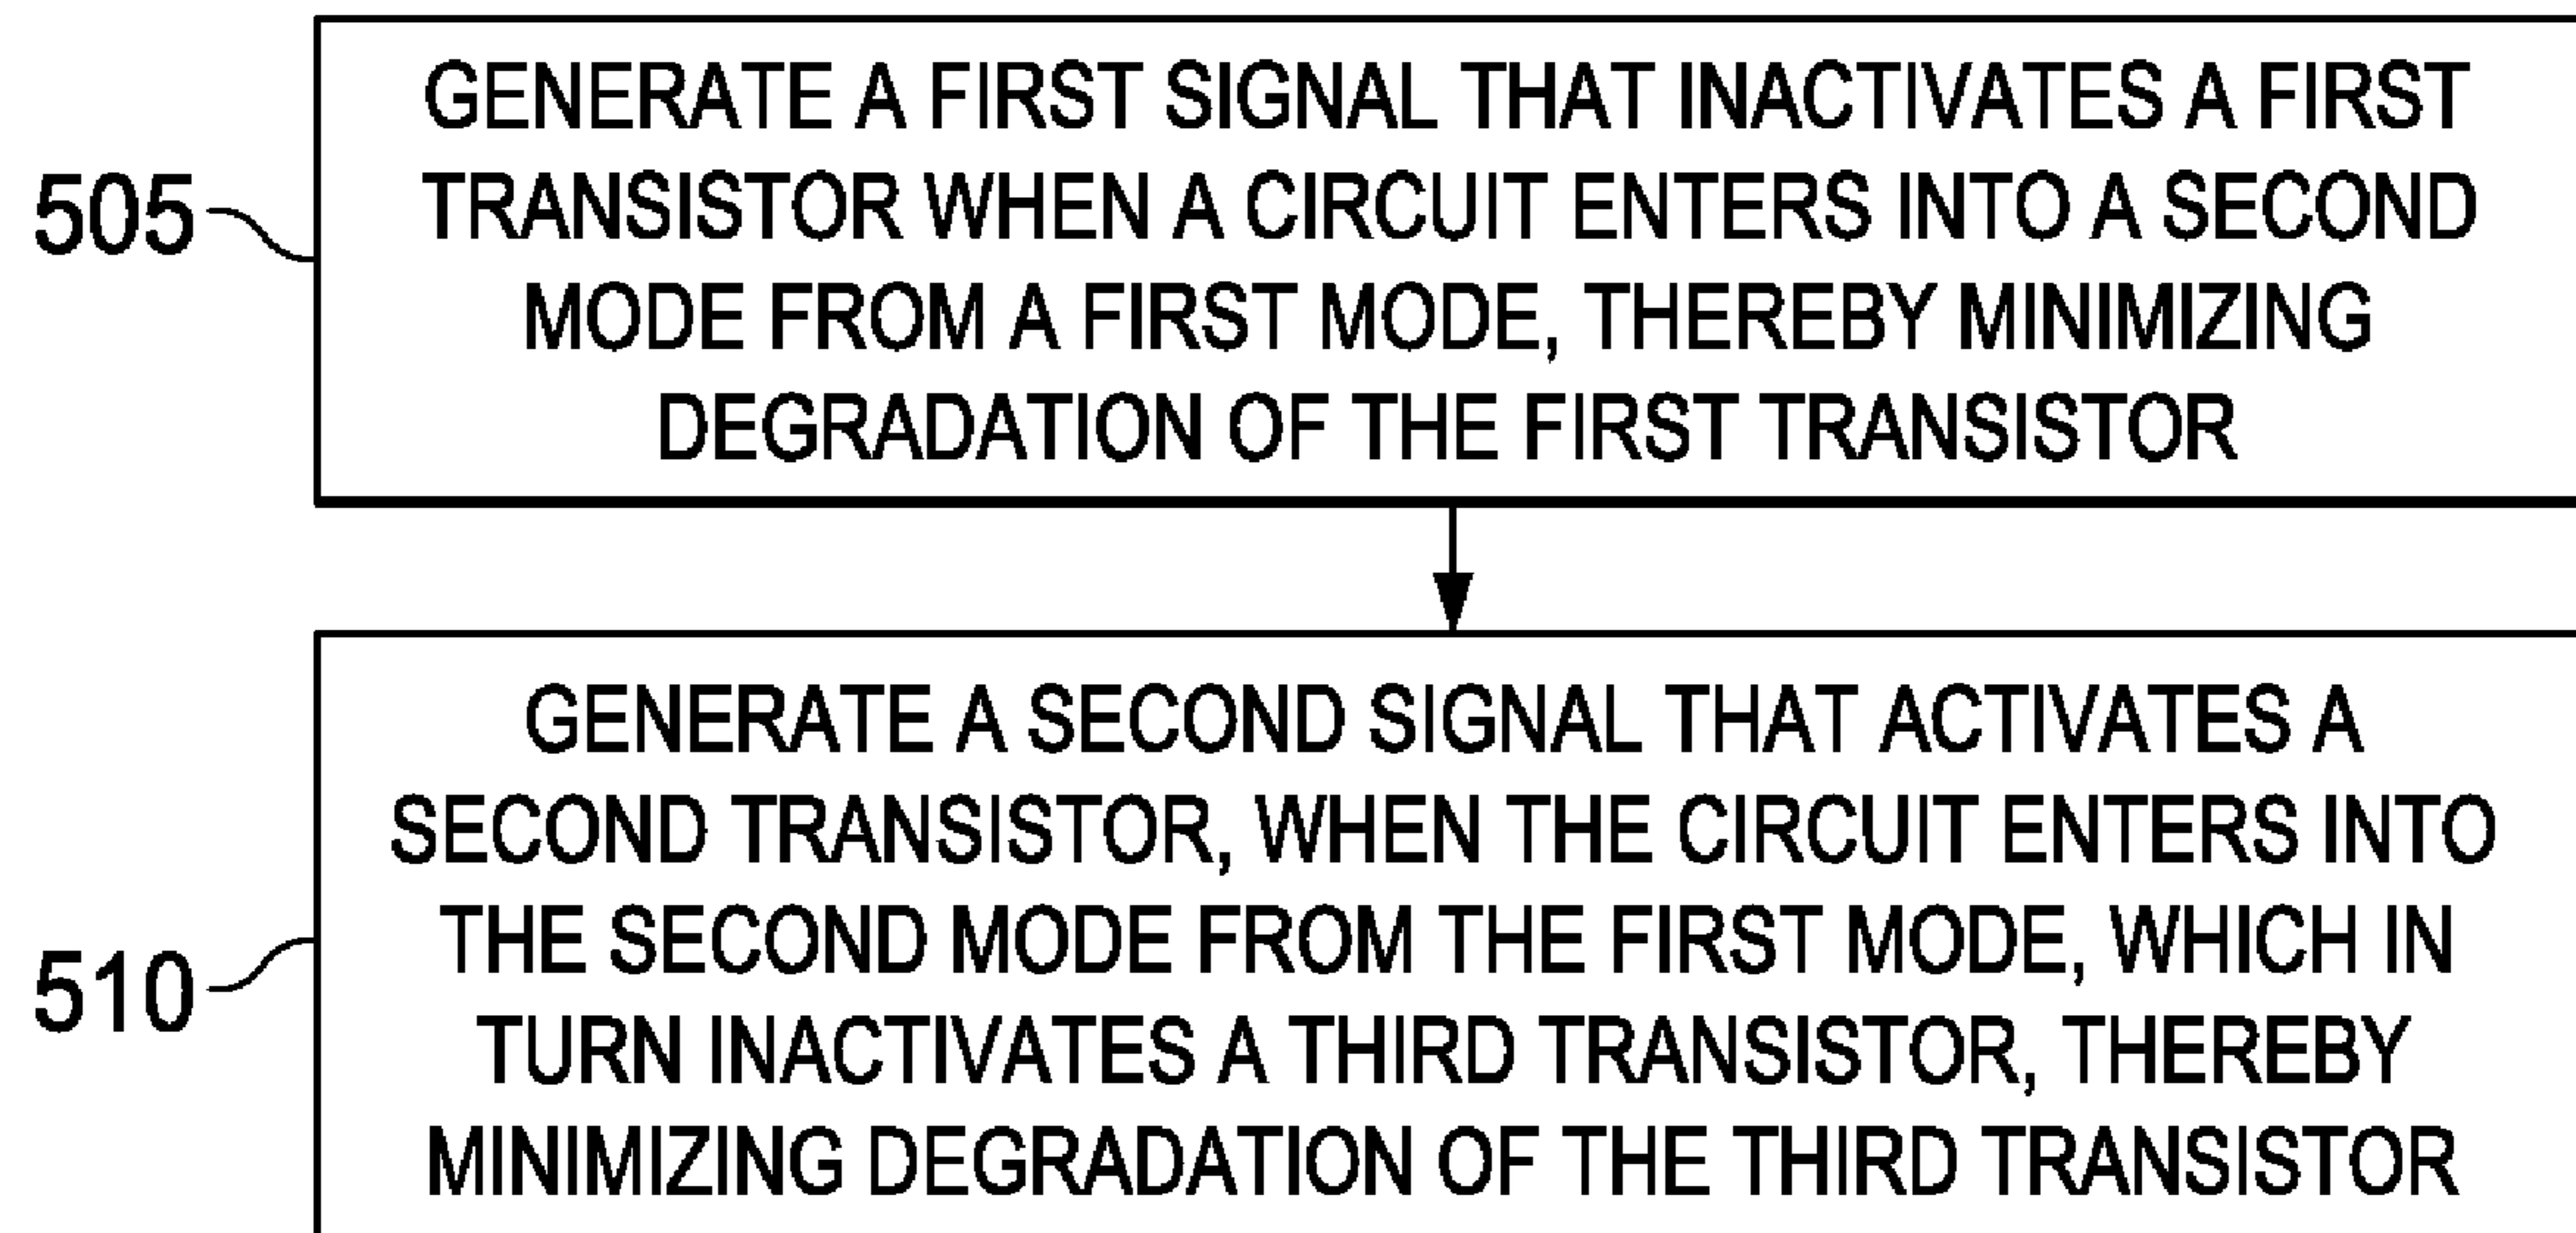 GENERATE A FIRST SIGNAL THAT INACTIVATES A FIRST
TRANSISTOR WHEN A CIRCUIT ENTERS INTO A SECOND
MODE FROM A FIRST MODE, THEREBY MINIMIZING
DEGRADATION OF THE FIRST TRANSISTOR
505
GENERATE A SECOND SIGNAL THAT ACTIVATES A
SECOND TRANSISTOR, WHEN THE CIRCUIT ENTERS INTO
THE SECOND MODE FROM THE FIRST MODE, WHICH IN
TURN INACTIVATES A THIRD TRANSISTOR, THEREBY
MINIMIZING DEGRADATION OF THE THIRD TRANSISTOR
510